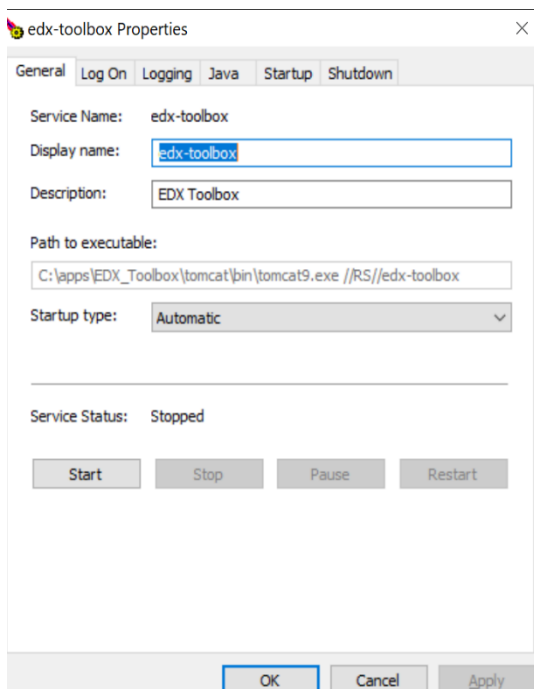 edx-toolbox Properties
General Log On Logging Java Startup Shutdown
Service Name: edx-toolbox
Display name: edx-toolbox
Description: EDX Toolbox
Path to executable:
C:\apps\EDX_Toolbox\tomcat\bin\tomcat9.exe //RS//edx-toolbox
Startup type: Automatic
Service Status: Stopped
Start Stop Pause Restart
OK Cancel Apply